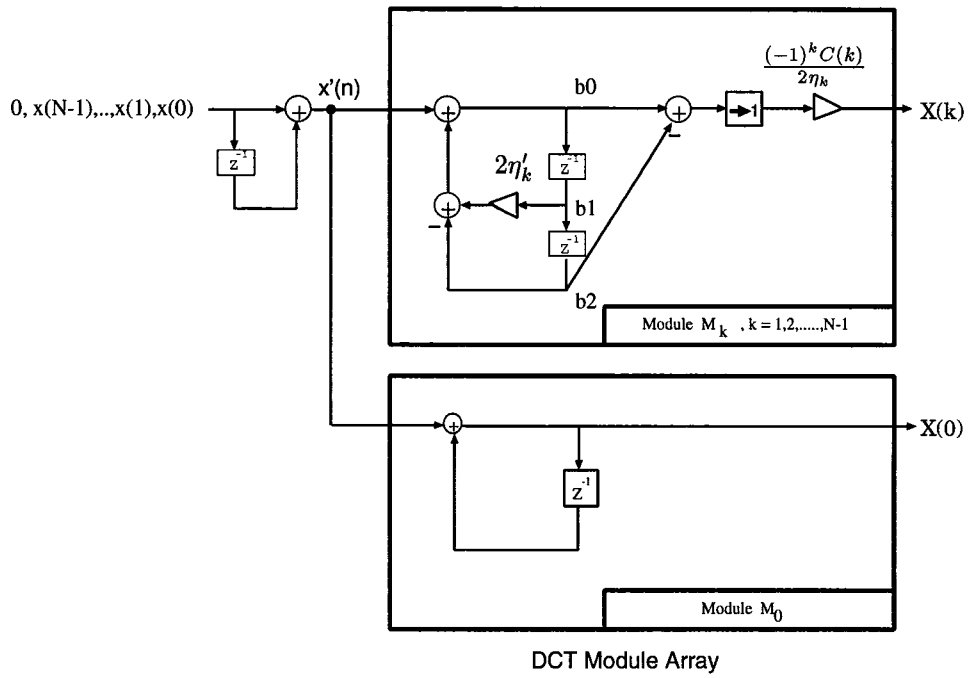 0, x(N-1),..,x(1),x(0)
+
x'(n)
z⁻¹
+
b0
+
−
→1
(-1)^k C(k) / 2η_k
X(k)
z⁻¹
2η'_k
+
−
b1
z⁻¹
b2
Module M_k , k = 1,2,.....,N-1
+
X(0)
z⁻¹
Module M_0
DCT Module Array